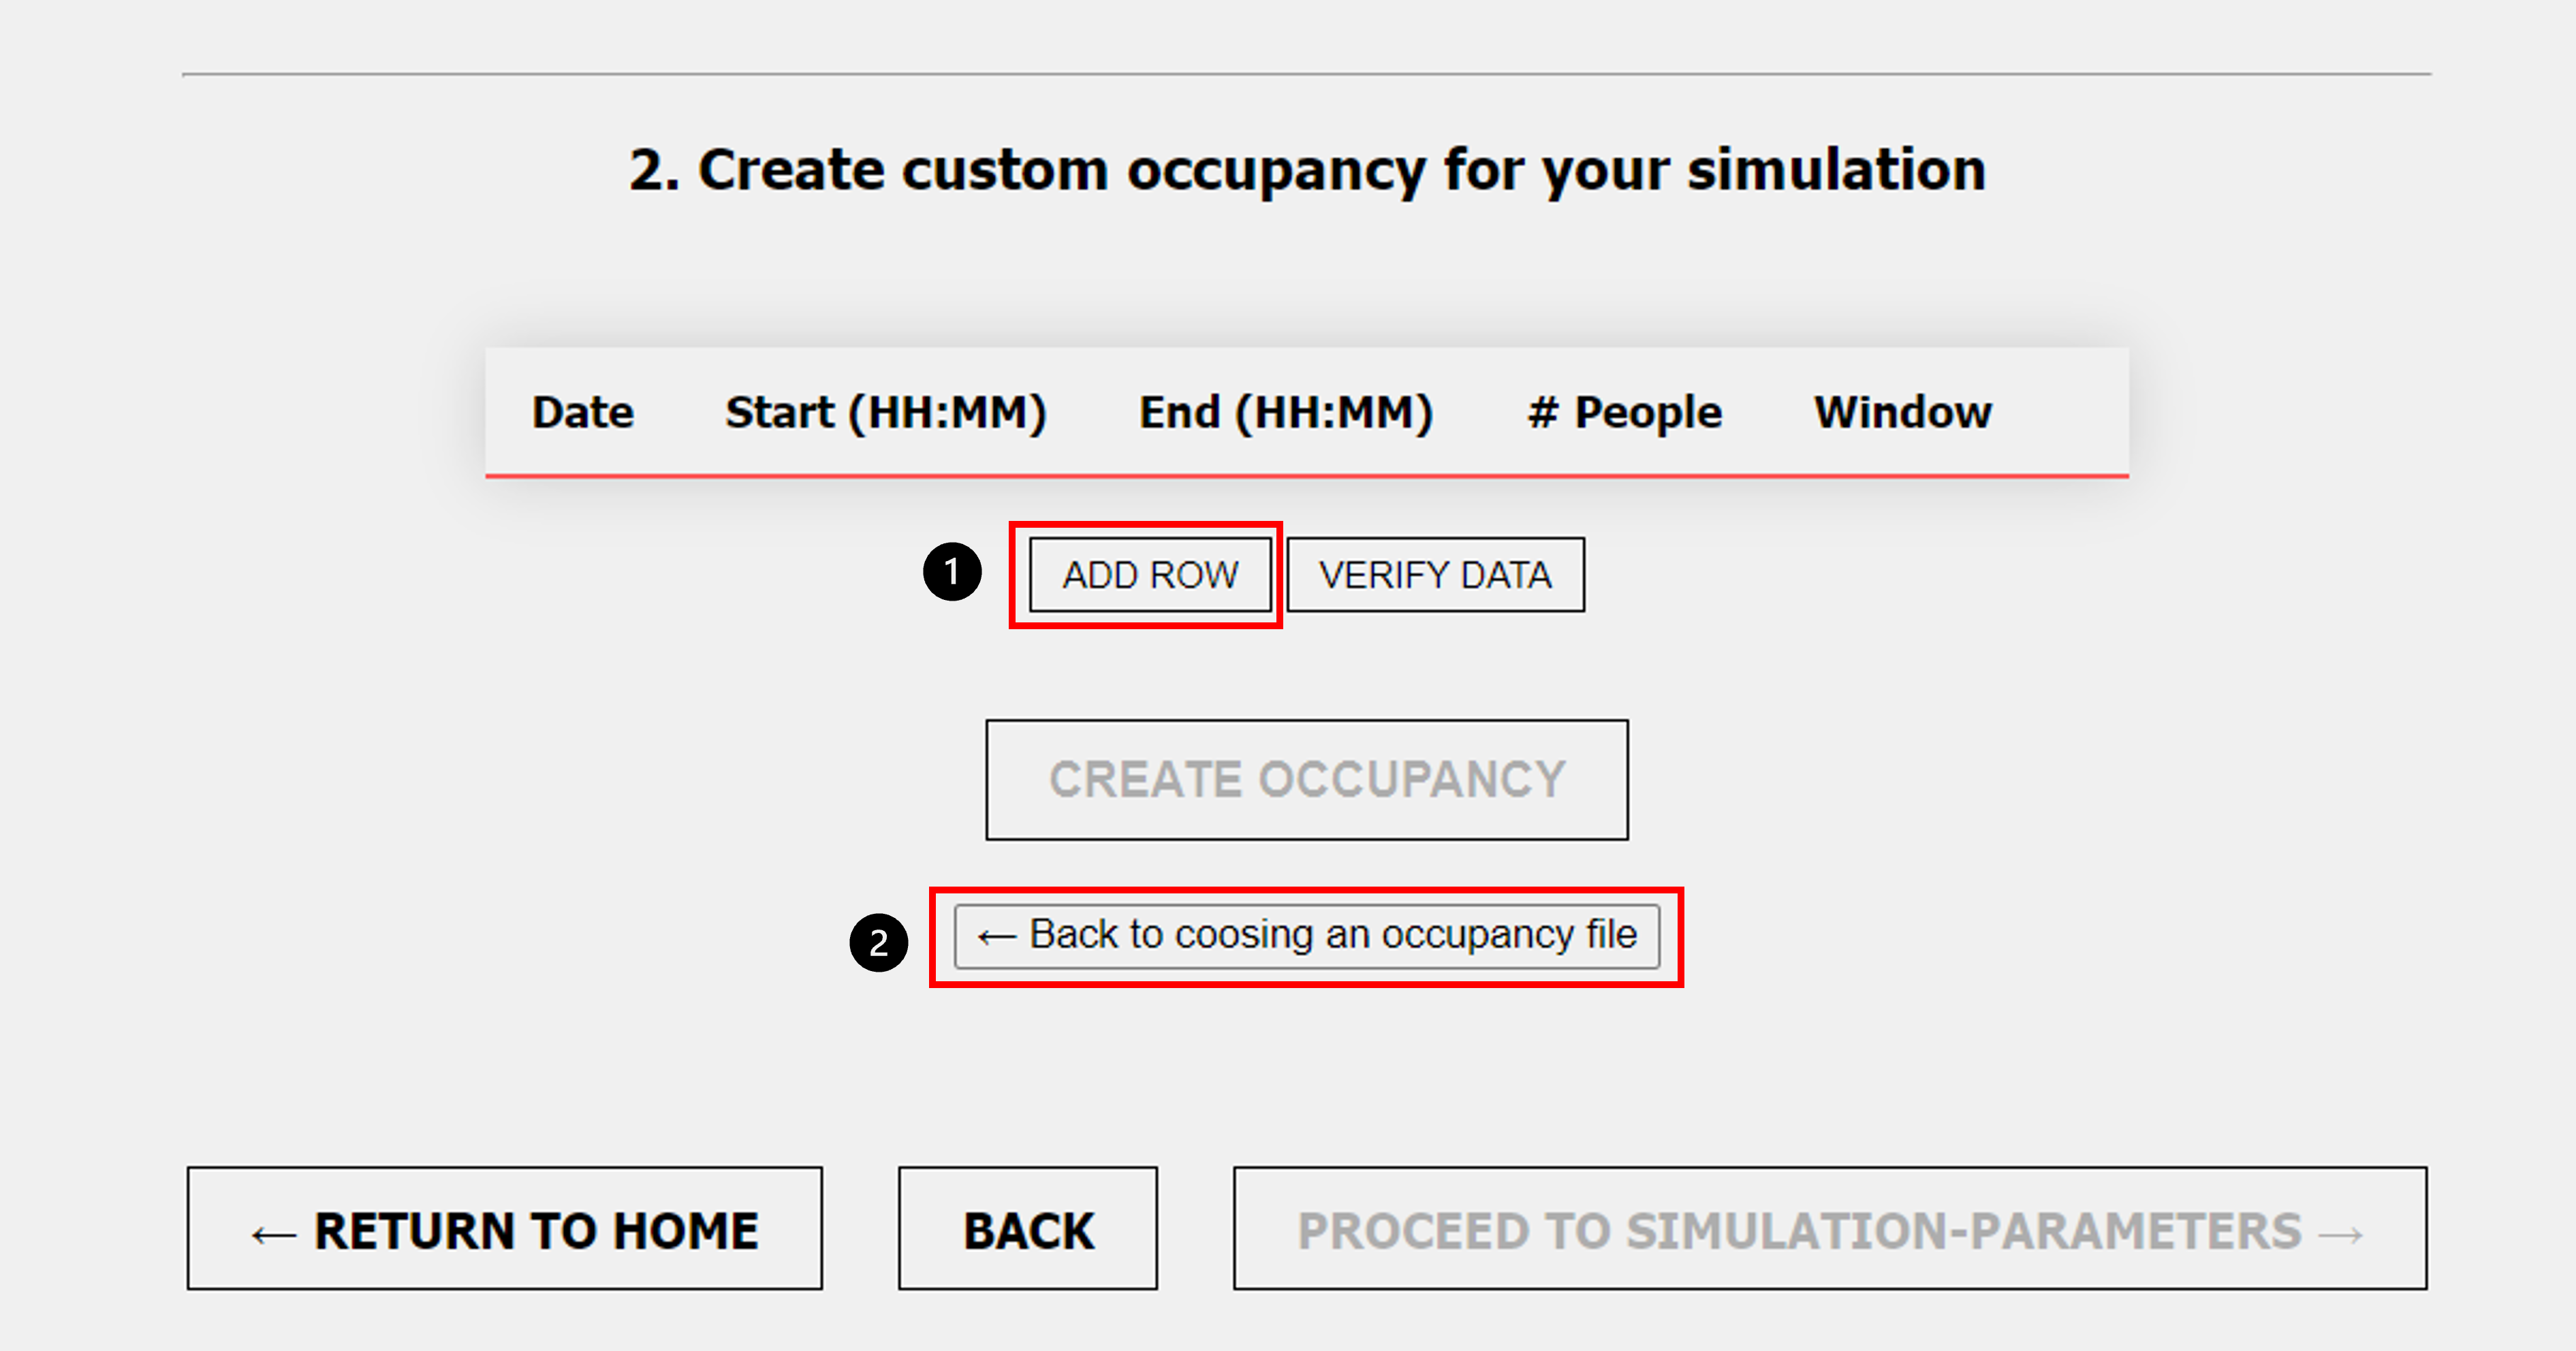 2. Create custom occupancy for your simulation
Date Start (HH:MM) End (HH:MM) # People Window
1 ADD ROW VERIFY DATA
CREATE OCCUPANCY
2 ← Back to coosing an occupancy file
← RETURN TO HOME BACK PROCEED TO SIMULATION-PARAMETERS →